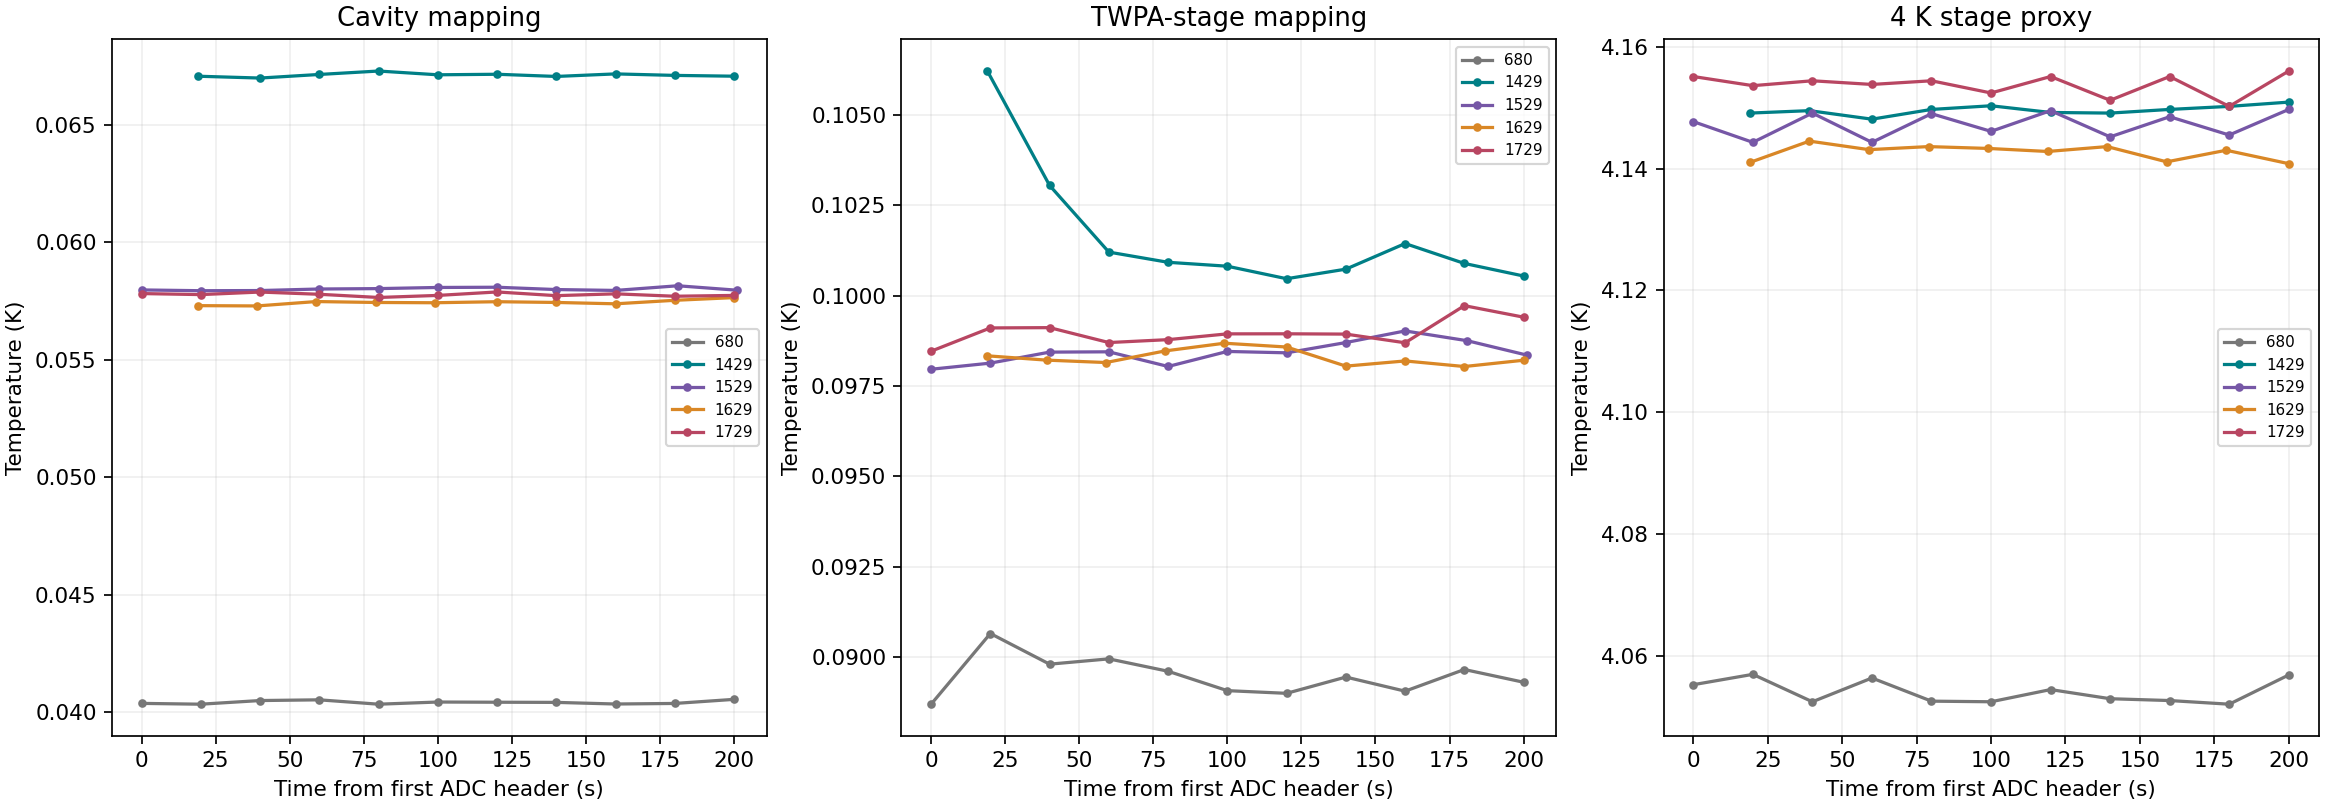 Cavity mapping
Temperature (K)
0.065
0.060
0.055
0.050
0.045
0.040
680
1429
1529
1629
1729
0 25 50 75 100 125 150 175 200
Time from first ADC header (s)
TWPA-stage mapping
Temperature (K)
0.1050
0.1025
0.1000
0.0975
0.0950
0.0925
0.0900
680
1429
1529
1629
1729
0 25 50 75 100 125 150 175 200
Time from first ADC header (s)
4 K stage proxy
Temperature (K)
4.16
4.14
4.12
4.10
4.08
4.06
680
1429
1529
1629
1729
0 25 50 75 100 125 150 175 200
Time from first ADC header (s)